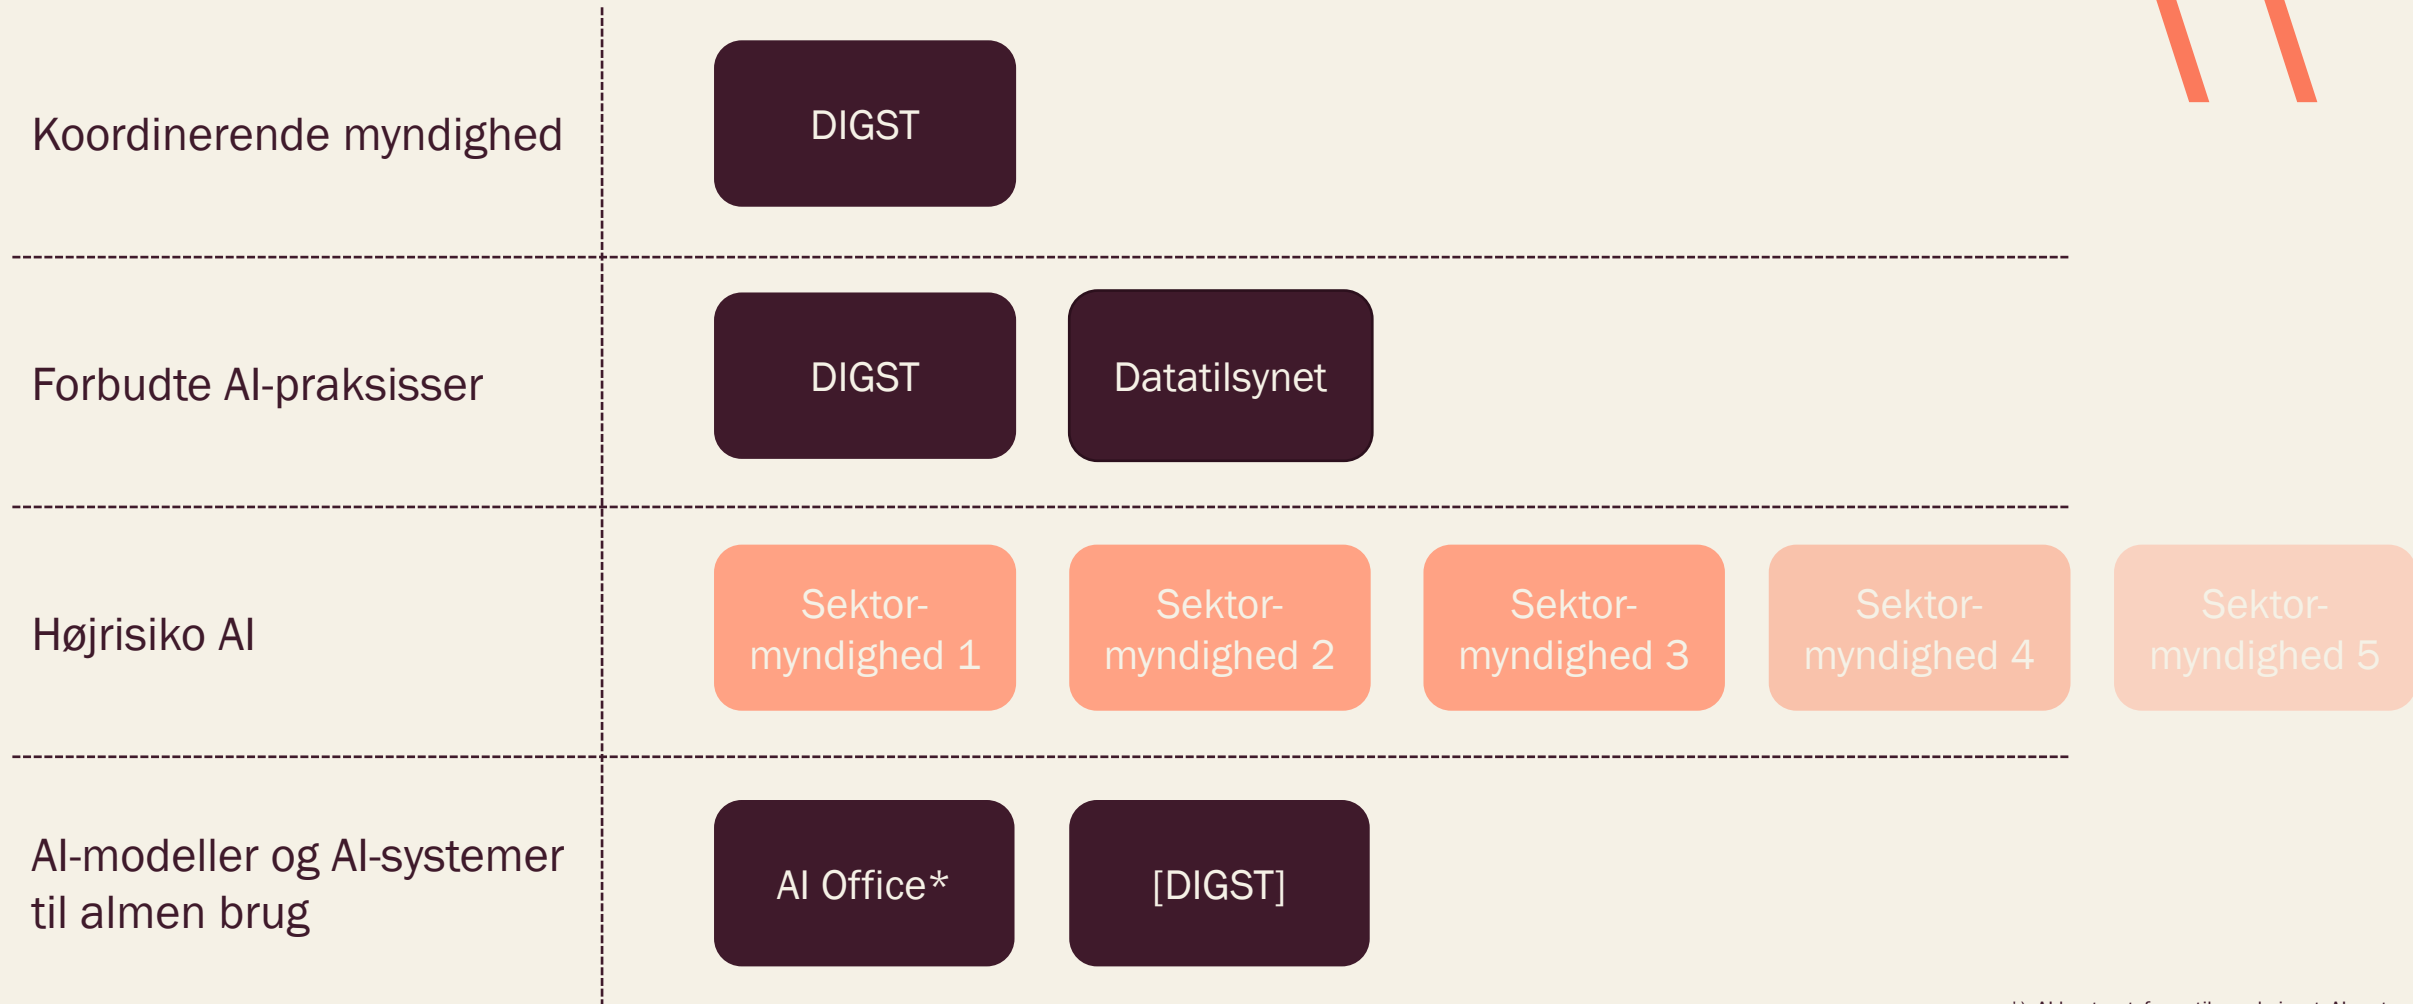 Koordinerende myndighed
DIGST
Forbudte AI-praksisser
DIGST
Datatilsynet
Højrisiko AI
Sektor-
myndighed 1
Sektor-
myndighed 2
Sektor-
myndighed 3
Sektor-
myndighed 4
Sektor-
myndighed 5
AI-modeller og AI-systemer
til almen brug
AI Office*
[DIGST]